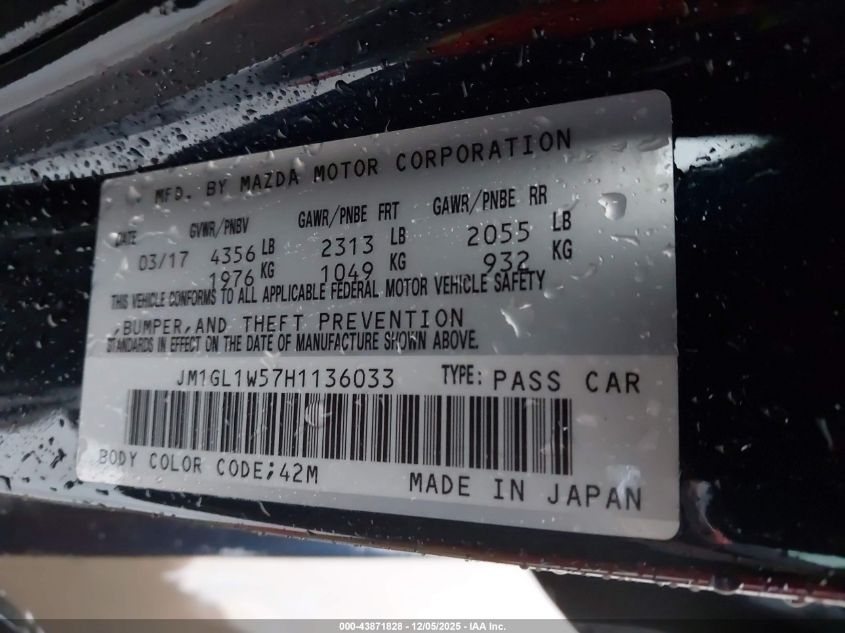 MFD. BY MAZDA MOTOR CORPORATION
DATE GVWR/PNBV GAWR/PNBE FRT GAWR/PNBE RR
03/17 4356 LB 2313 LB 2055 LB
1976 KG 1049 KG 932 KG
THIS VEHICLE CONFORMS TO ALL APPLICABLE FEDERAL MOTOR VEHICLE SAFETY
,BUMPER,AND THEFT PREVENTION
STANDARDS IN EFFECT ON THE DATE OF MANUFACTURE SHOWN ABOVE.
JM1GL1W57H1136033 TYPE: PASS CAR
BODY COLOR CODE;42M
MADE IN JAPAN
000-43871828 - 12/05/2025 - IAA Inc.